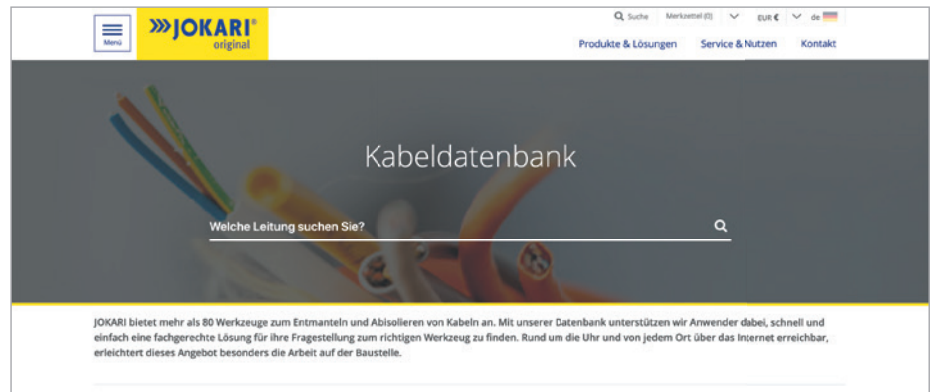 Suche Merkzettel (0) EUR € de
Menü
JOKARI®
original
Produkte & Lösungen Service & Nutzen Kontakt
Kabeldatenbank
Welche Leitung suchen Sie?
JOKARI bietet mehr als 80 Werkzeuge zum Entmanteln und Abisolieren von Kabeln an. Mit unserer Datenbank unterstützen wir Anwender dabei, schnell und
einfach eine fachgerechte Lösung für ihre Fragestellung zum richtigen Werkzeug zu finden. Rund um die Uhr und von jedem Ort über das Internet erreichbar,
erleichtert dieses Angebot besonders die Arbeit auf der Baustelle.